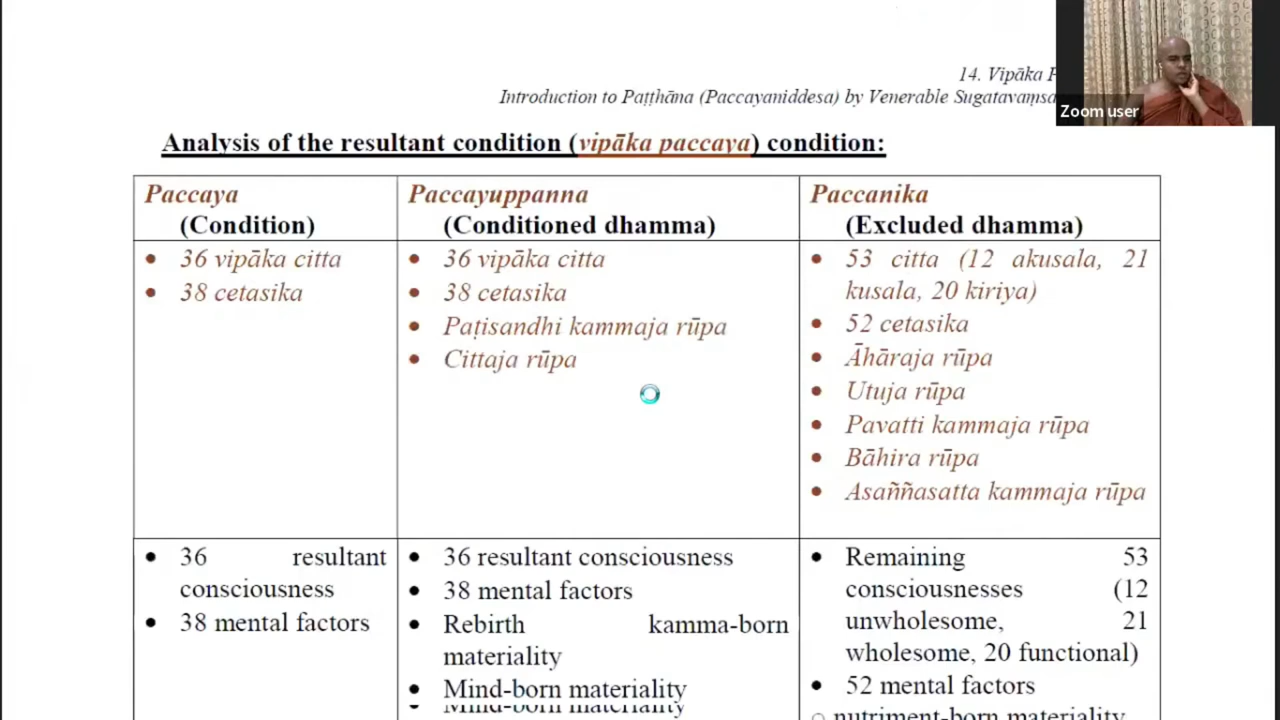 14. Vipāka P
Introduction to Paṭṭhāna (Paccayaniddesa) by Venerable Sugatavaṃsa
Zoom user
Analysis of the resultant condition (vipāka paccaya) condition:
Paccaya
(Condition)
Paccayuppanna
(Conditioned dhamma)
Paccanika
(Excluded dhamma)
• 36 vipāka citta
• 38 cetasika
• 36 vipāka citta
• 38 cetasika
• Paṭisandhi kammaja rūpa
• Cittaja rūpa
• 53 citta (12 akusala, 21
kusala, 20 kiriya)
• 52 cetasika
• Āhāraja rūpa
• Utuja rūpa
• Pavatti kammaja rūpa
• Bāhira rūpa
• Asaññasatta kammaja rūpa
• 36 resultant
consciousness
• 38 mental factors
• 36 resultant consciousness
• 38 mental factors
• Rebirth kamma-born
materiality
• Mind-born materiality
• Remaining 53
consciousnesses (12
unwholesome, 21
wholesome, 20 functional)
• 52 mental factors
○ nutriment-born materiality